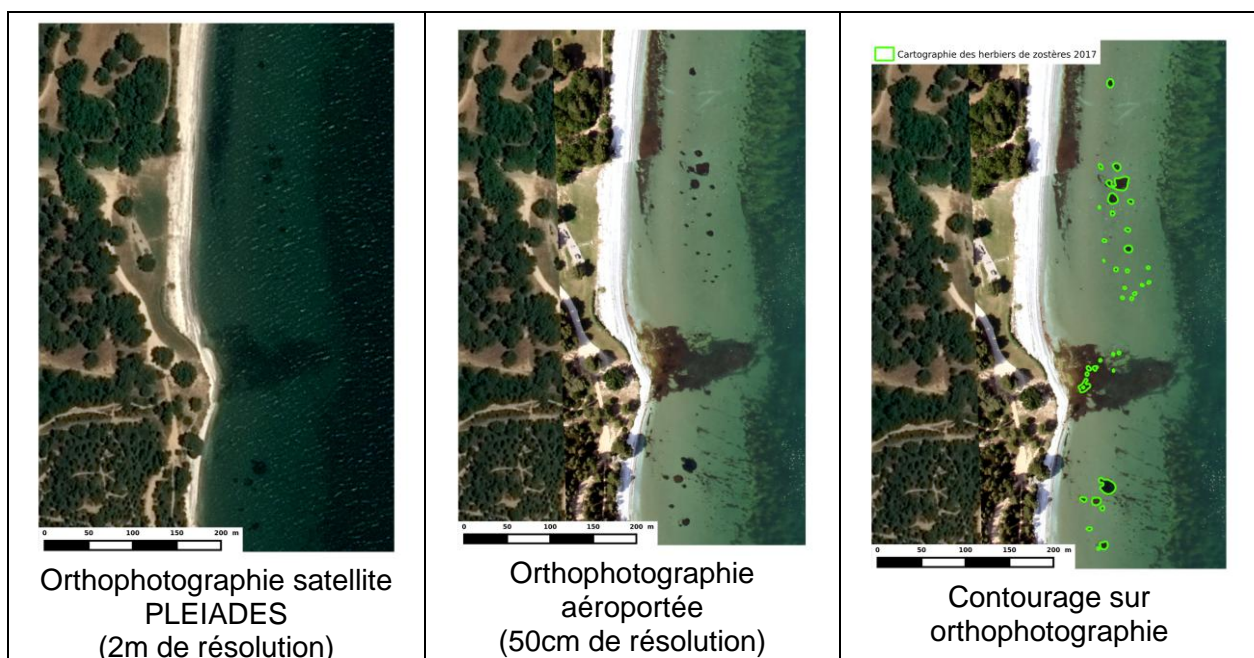 Cartographie des herbiers de zostères 2017
0 50 100 150 200 m
0 50 100 150 200 m
0 50 100 150 200 m
Orthophotographie satellite
PLEIADES
(2m de résolution)
Orthophotographie
aéroportée
(50cm de résolution)
Contourage sur
orthophotographie